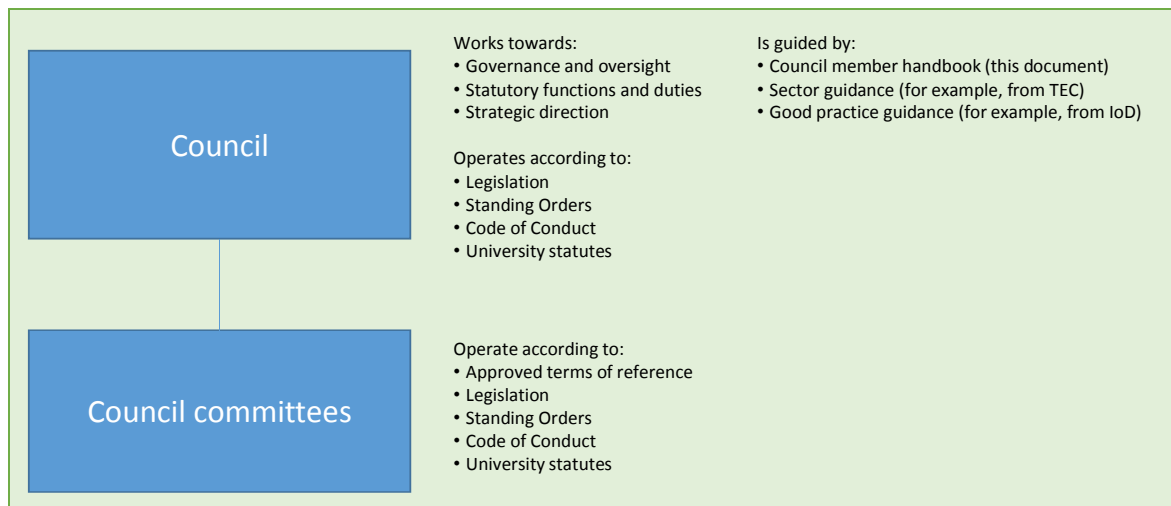 Council
Works towards:
• Governance and oversight
• Statutory functions and duties
• Strategic direction
Is guided by:
• Council member handbook (this document)
• Sector guidance (for example, from TEC)
• Good practice guidance (for example, from IoD)
Operates according to:
• Legislation
• Standing Orders
• Code of Conduct
• University statutes
Council committees
Operate according to:
• Approved terms of reference
• Legislation
• Standing Orders
• Code of Conduct
• University statutes